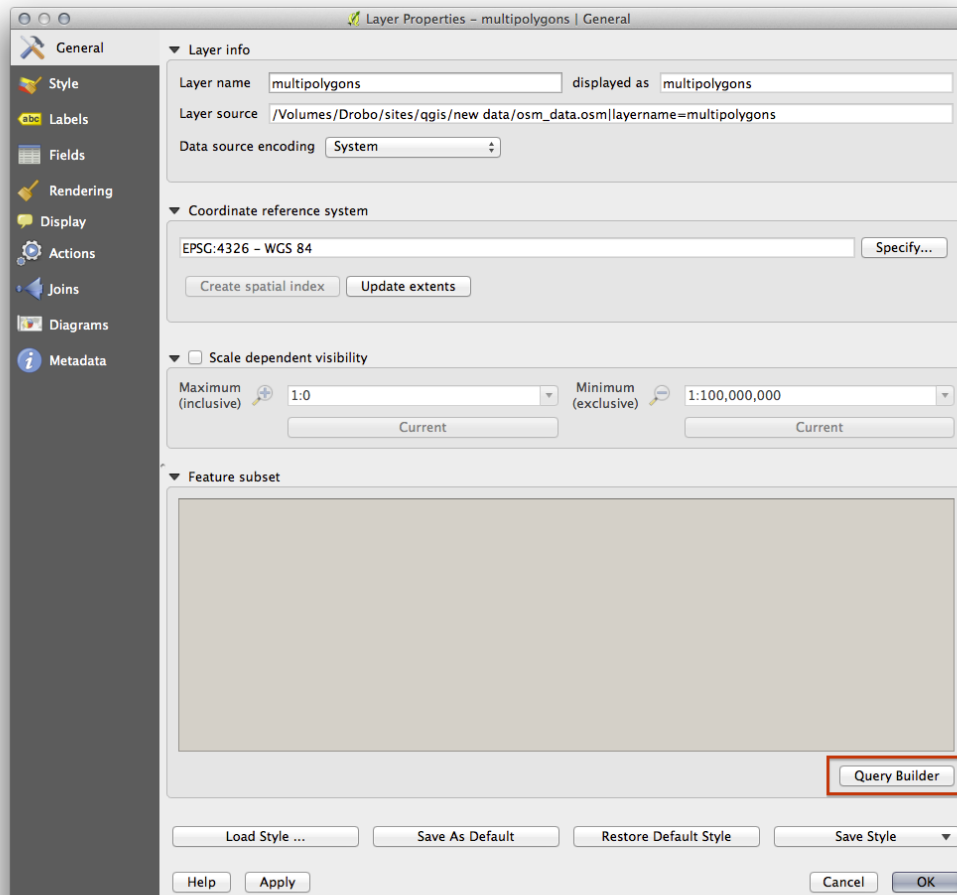 Layer Properties – multipolygons | General
General
Style
abc Labels
Fields
Rendering
Display
Actions
Joins
Diagrams
i Metadata
Layer info
Layer name multipolygons displayed as multipolygons
Layer source /Volumes/Drobo/sites/qgis/new data/osm_data.osm|layername=multipolygons
Data source encoding System
Coordinate reference system
EPSG:4326 – WGS 84 Specify...
Create spatial index Update extents
Scale dependent visibility
Maximum (inclusive) 1:0 Minimum (exclusive) 1:100,000,000
Current Current
Feature subset
Query Builder
Load Style ... Save As Default Restore Default Style Save Style
Help Apply Cancel OK